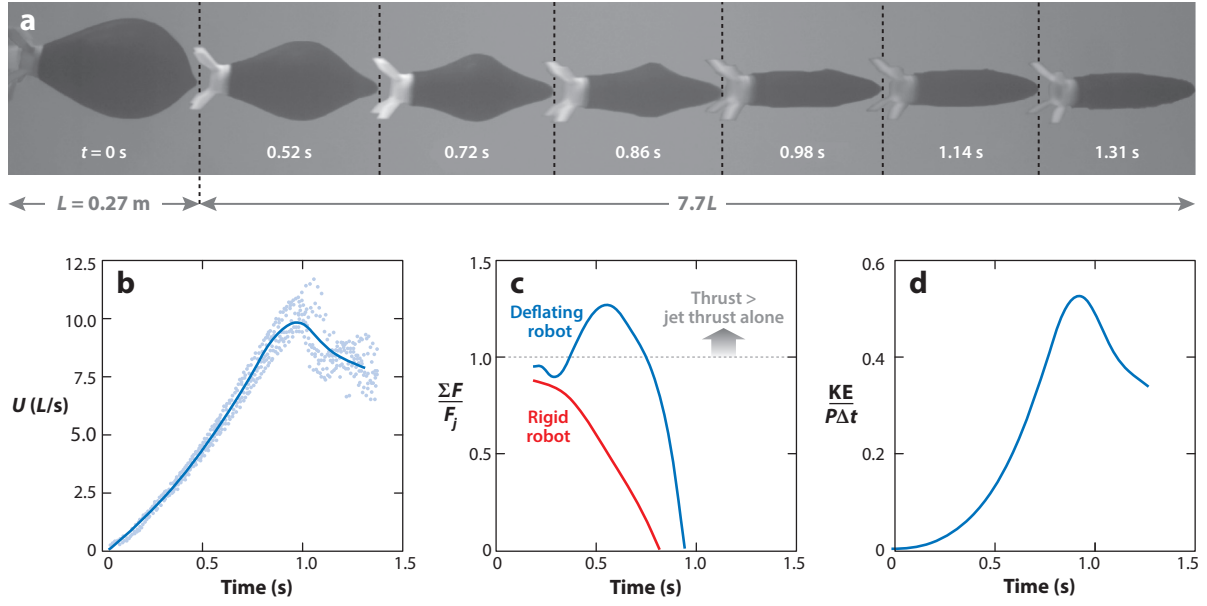 a
t = 0 s
0.52 s
0.72 s
0.86 s
0.98 s
1.14 s
1.31 s
L = 0.27 m
7.7L
b
12.5
10.0
7.5
5.0
2.5
0
U (L/s)
0
0.5
1.0
1.5
Time (s)
c
1.5
1.0
0.5
0
ΣF
Fj
Deflating
robot
Rigid
robot
Thrust >
jet thrust alone
0
0.5
1.0
1.5
Time (s)
d
0.6
0.4
0.2
0
KE
PΔt
0
0.5
1.0
1.5
Time (s)